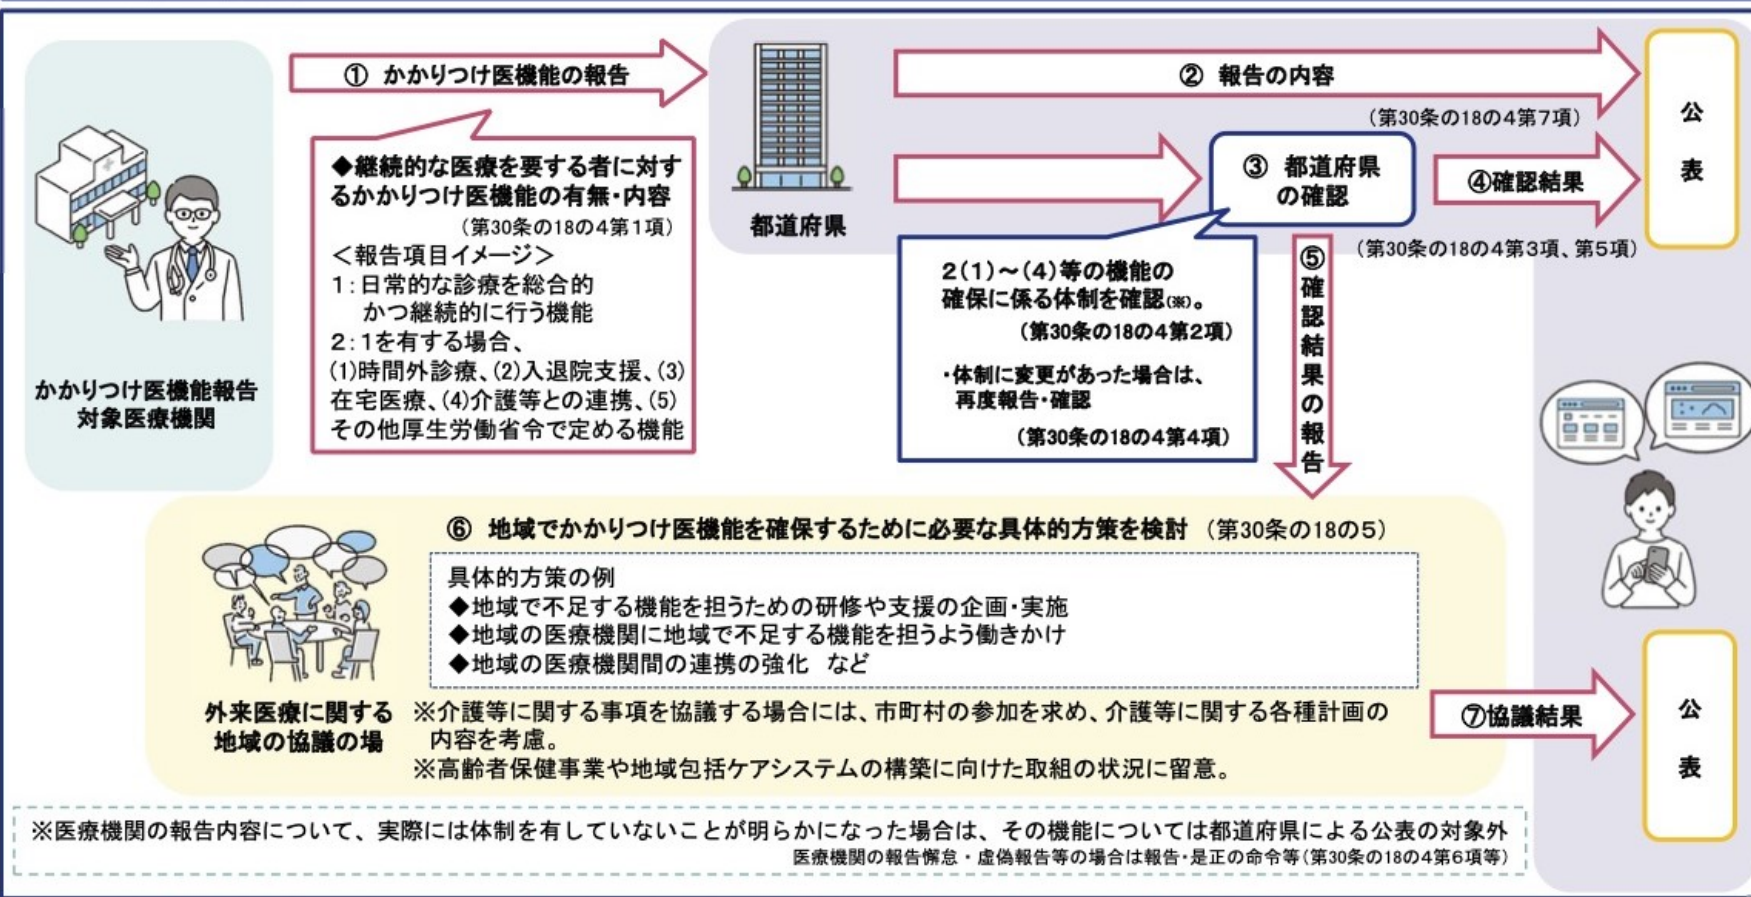 ① かかりつけ医機能の報告
② 報告の内容
(第30条の18の4第7項)
公
表
◆継続的な医療を要する者に対す
るかかりつけ医機能の有無・内容
(第30条の18の4第1項)
<報告項目イメージ>
1:日常的な診療を総合的
かつ継続的に行う機能
2:1を有する場合、
(1)時間外診療、(2)入退院支援、(3)
在宅医療、(4)介護等との連携、(5)
その他厚生労働省令で定める機能
かかりつけ医機能報告
対象医療機関
都道府県
③ 都道府県
の確認
④確認結果
(第30条の18の4第3項、第5項)
2(1)~(4)等の機能の
確保に係る体制を確認(※)。
(第30条の18の4第2項)
・体制に変更があった場合は、
再度報告・確認
(第30条の18の4第4項)
⑤確認結果の報告
⑥ 地域でかかりつけ医機能を確保するために必要な具体的方策を検討 (第30条の18の5)
具体的方策の例
◆地域で不足する機能を担うための研修や支援の企画・実施
◆地域の医療機関に地域で不足する機能を担うよう働きかけ
◆地域の医療機関間の連携の強化 など
外来医療に関する
地域の協議の場
※介護等に関する事項を協議する場合には、市町村の参加を求め、介護等に関する各種計画の
内容を考慮。
※高齢者保健事業や地域包括ケアシステムの構築に向けた取組の状況に留意。
⑦協議結果
公
表
※医療機関の報告内容について、実際には体制を有していないことが明らかになった場合は、その機能については都道府県による公表の対象外
医療機関の報告懈怠・虚偽報告等の場合は報告・是正の命令等(第30条の18の4第6項等)